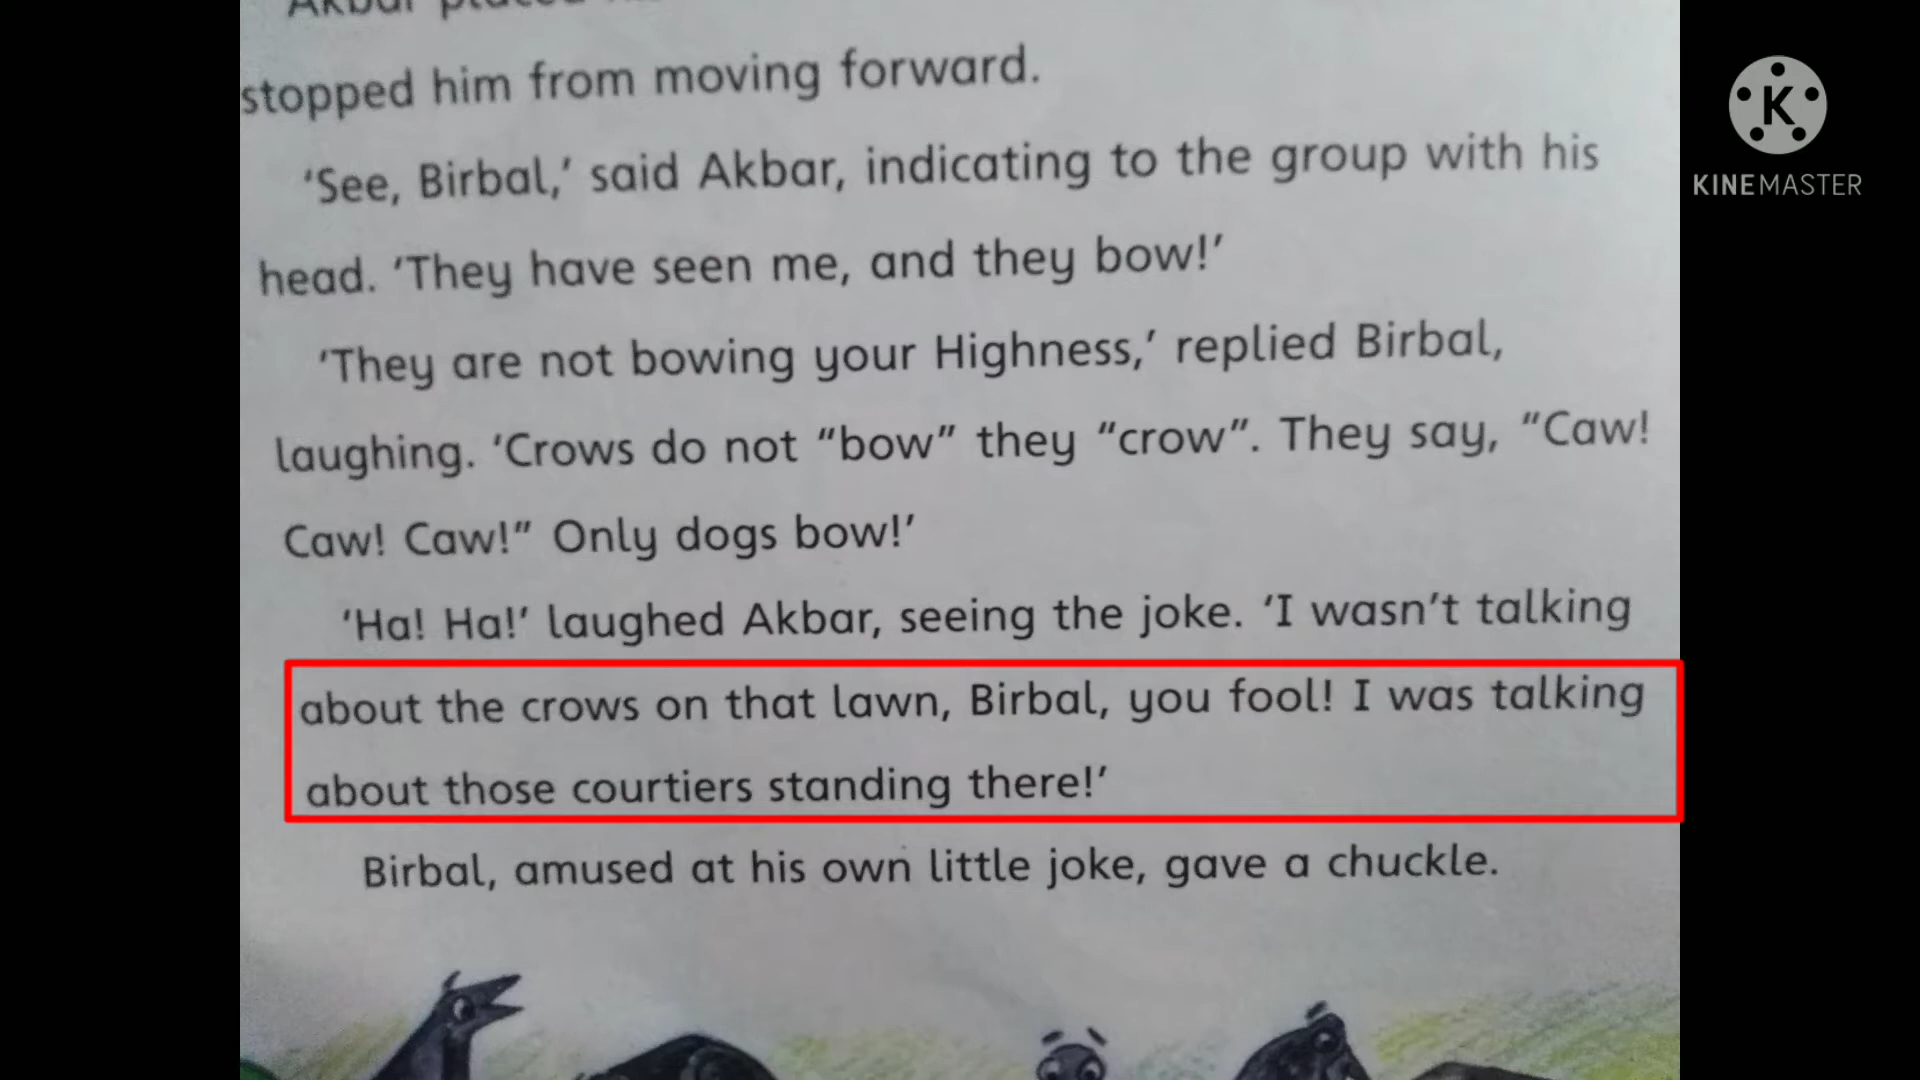 Akbar placed
stopped him from moving forward.
‘See, Birbal,’ said Akbar, indicating to the group with his
head. ‘They have seen me, and they bow!’
‘They are not bowing your Highness,’ replied Birbal,
laughing. ‘Crows do not “bow” they “crow”. They say, “Caw!
Caw! Caw!” Only dogs bow!’
‘Ha! Ha!’ laughed Akbar, seeing the joke. ‘I wasn’t talking
about the crows on that lawn, Birbal, you fool! I was talking
about those courtiers standing there!’
Birbal, amused at his own little joke, gave a chuckle.
K
KINEMASTER